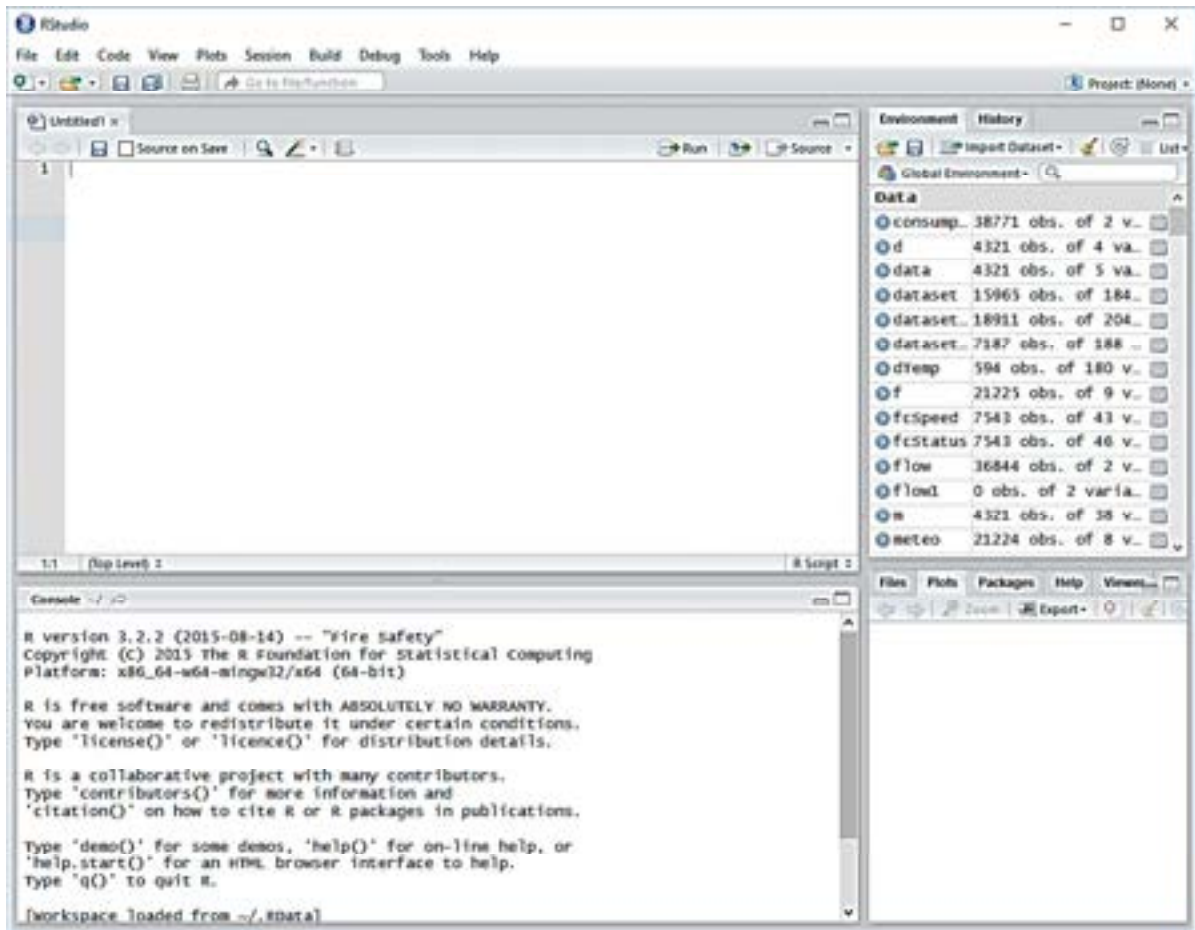 RStudio
File Edit Code View Plots Session Build Debug Tools Help
Go to file/function
Project: (None)
Untitled1
Source on Save
Run
Source
1
1:1 (Top Level)
R Script
Console ~/
R version 3.2.2 (2015-08-14) -- "Fire Safety"
Copyright (C) 2015 The R Foundation for Statistical Computing
Platform: x86_64-w64-mingw32/x64 (64-bit)
R is free software and comes with ABSOLUTELY NO WARRANTY.
You are welcome to redistribute it under certain conditions.
Type 'license()' or 'licence()' for distribution details.
R is a collaborative project with many contributors.
Type 'contributors()' for more information and
'citation()' on how to cite R or R packages in publications.
Type 'demo()' for some demos, 'help()' for on-line help, or
'help.start()' for an HTML browser interface to help.
Type 'q()' to quit R.
[Workspace loaded from ~/.RData]
Environment History
Import Dataset
List
Global Environment
Data
consump… 38771 obs. of 2 v…
d 4321 obs. of 4 va…
data 4321 obs. of 5 va…
dataset 15965 obs. of 184…
dataset… 18911 obs. of 204…
dataset… 7187 obs. of 188 …
dTemp 594 obs. of 180 v…
f 21225 obs. of 9 v…
fcSpeed 7543 obs. of 43 v…
fcStatus 7543 obs. of 46 v…
flow 36844 obs. of 2 v…
flow1 0 obs. of 2 varia…
m 4321 obs. of 38 v…
meteo 21224 obs. of 8 v…
Files Plots Packages Help Viewer
Zoom Export